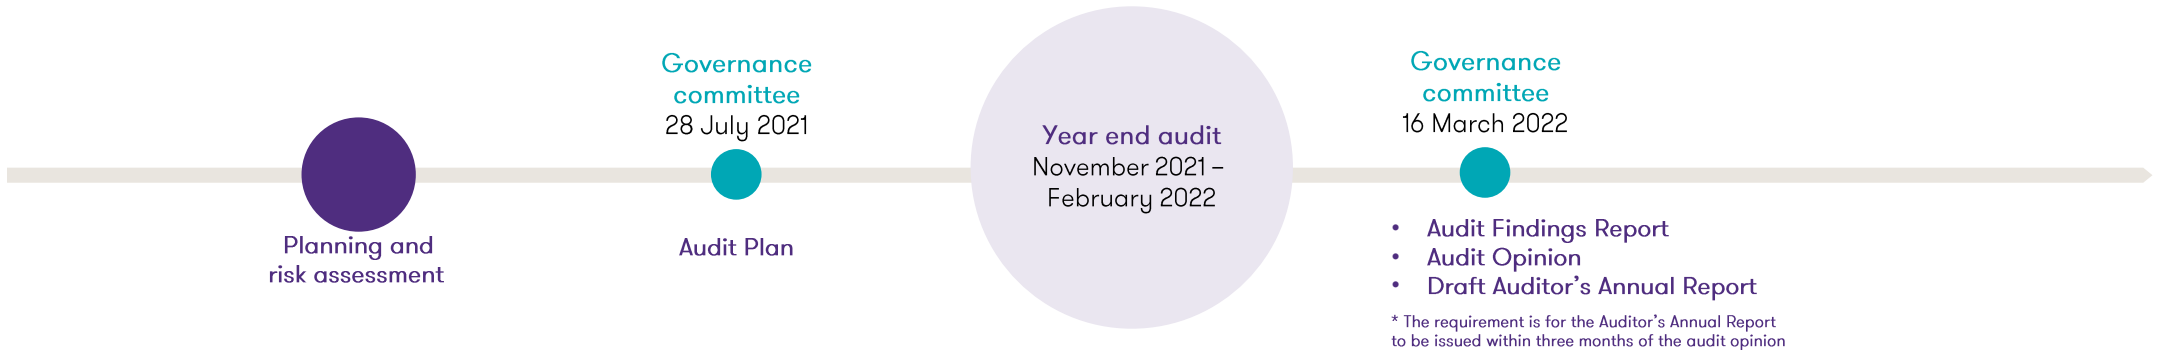 Planning and
risk assessment
Governance
committee
28 July 2021
Audit Plan
Year end audit
November 2021 –
February 2022
Governance
committee
16 March 2022
• Audit Findings Report
• Audit Opinion
• Draft Auditor’s Annual Report
* The requirement is for the Auditor’s Annual Report
to be issued within three months of the audit opinion